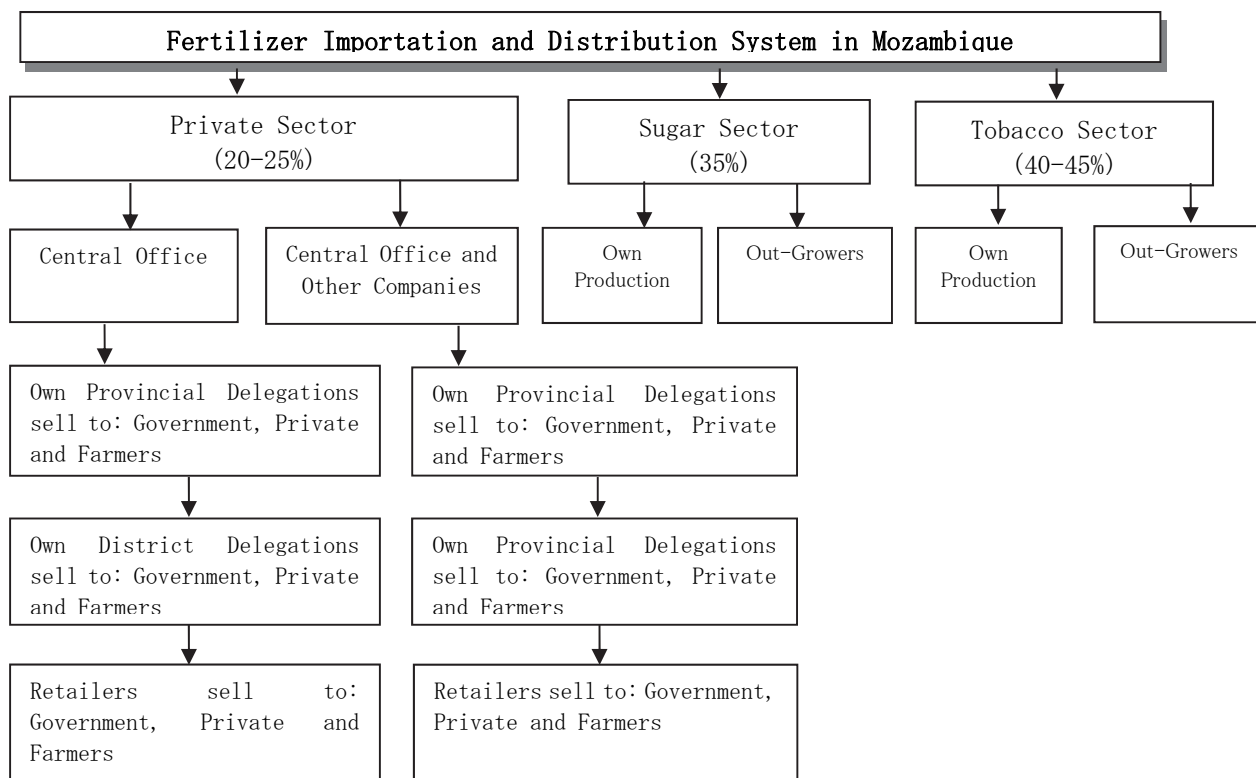 Fertilizer Importation and Distribution System in Mozambique
Private Sector
(20-25%)
Sugar Sector
(35%)
Tobacco Sector
(40-45%)
Central Office
Central Office and
Other Companies
Own
Production
Out-Growers
Own
Production
Out-Growers
Own Provincial Delegations
sell to: Government, Private
and Farmers
Own Provincial Delegations
sell to: Government, Private
and Farmers
Own District Delegations
sell to: Government, Private
and Farmers
Own Provincial Delegations
sell to: Government, Private
and Farmers
Retailers sell to:
Government, Private and
Farmers
Retailers sell to: Government,
Private and Farmers